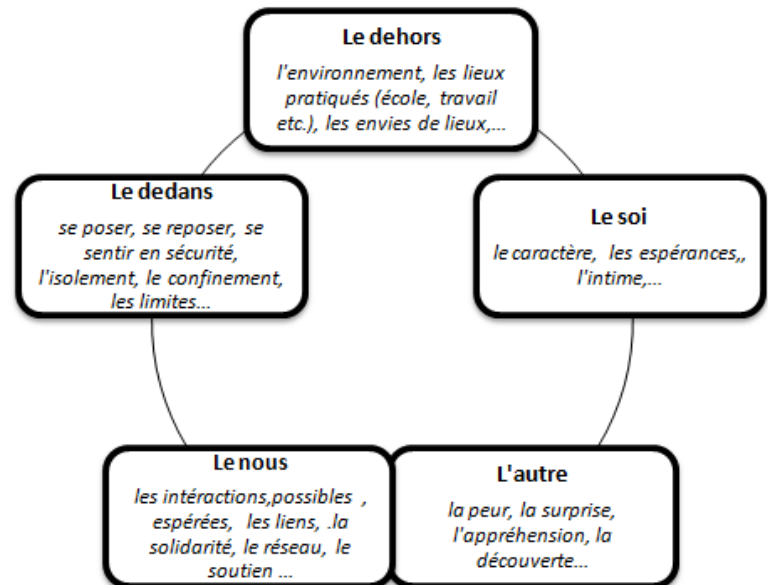 Le dehors
l'environnement, les lieux
pratiqués (école, travail
etc.), les envies de lieux,...
Le dedans
se poser, se reposer, se
sentir en sécurité,
l'isolement, le confinement,
les limites...
Le soi
le caractère, les espérances,,
l'intime,...
Le nous
les intéractions,possibles ,
espérées, les liens, .la
solidarité, le réseau, le
soutien ...
L'autre
la peur, la surprise,
l'appréhension, la
découverte...